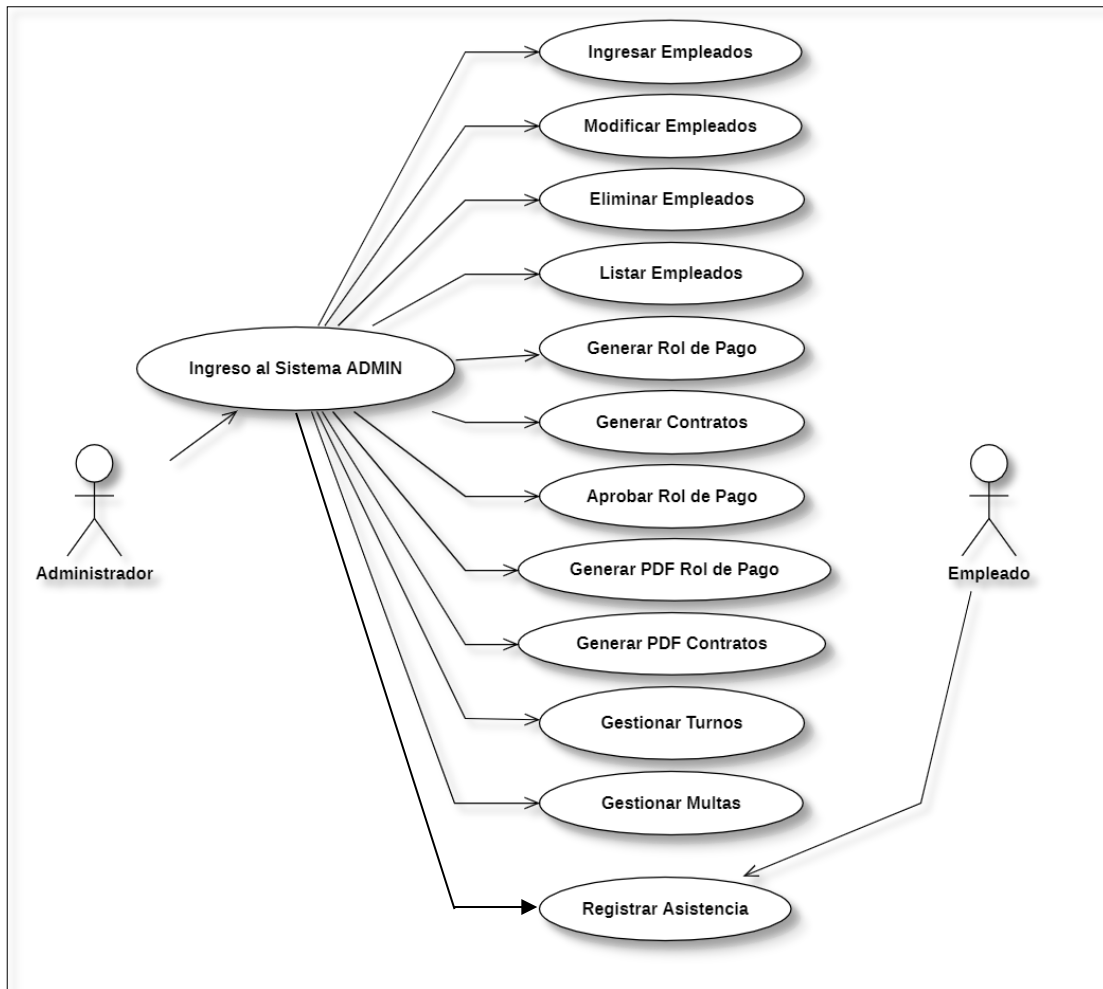 Ingresar Empleados
Modificar Empleados
Eliminar Empleados
Listar Empleados
Generar Rol de Pago
Ingreso al Sistema ADMIN
Generar Contratos
Aprobar Rol de Pago
Administrador
Generar PDF Rol de Pago
Empleado
Generar PDF Contratos
Gestionar Turnos
Gestionar Multas
Registrar Asistencia